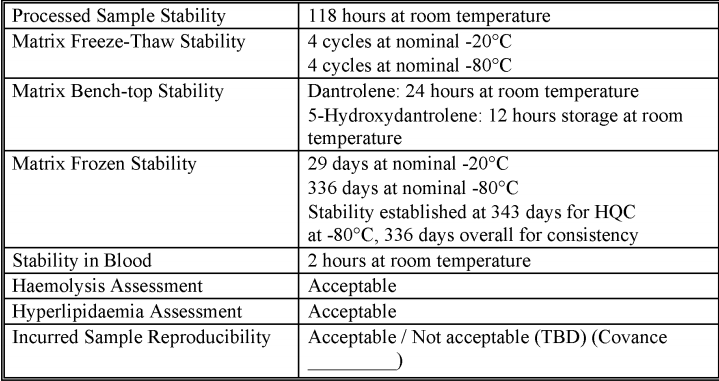 Processed Sample Stability 118 hours at room temperature
Matrix Freeze-Thaw Stability 4 cycles at nominal -20°C
4 cycles at nominal -80°C
Matrix Bench-top Stability Dantrolene: 24 hours at room temperature
5-Hydroxydantrolene: 12 hours storage at room
temperature
Matrix Frozen Stability 29 days at nominal -20°C
336 days at nominal -80°C
Stability established at 343 days for HQC
at -80°C, 336 days overall for consistency
Stability in Blood 2 hours at room temperature
Haemolysis Assessment Acceptable
Hyperlipidaemia Assessment Acceptable
Incurred Sample Reproducibility Acceptable / Not acceptable (TBD) (Covance
_________)